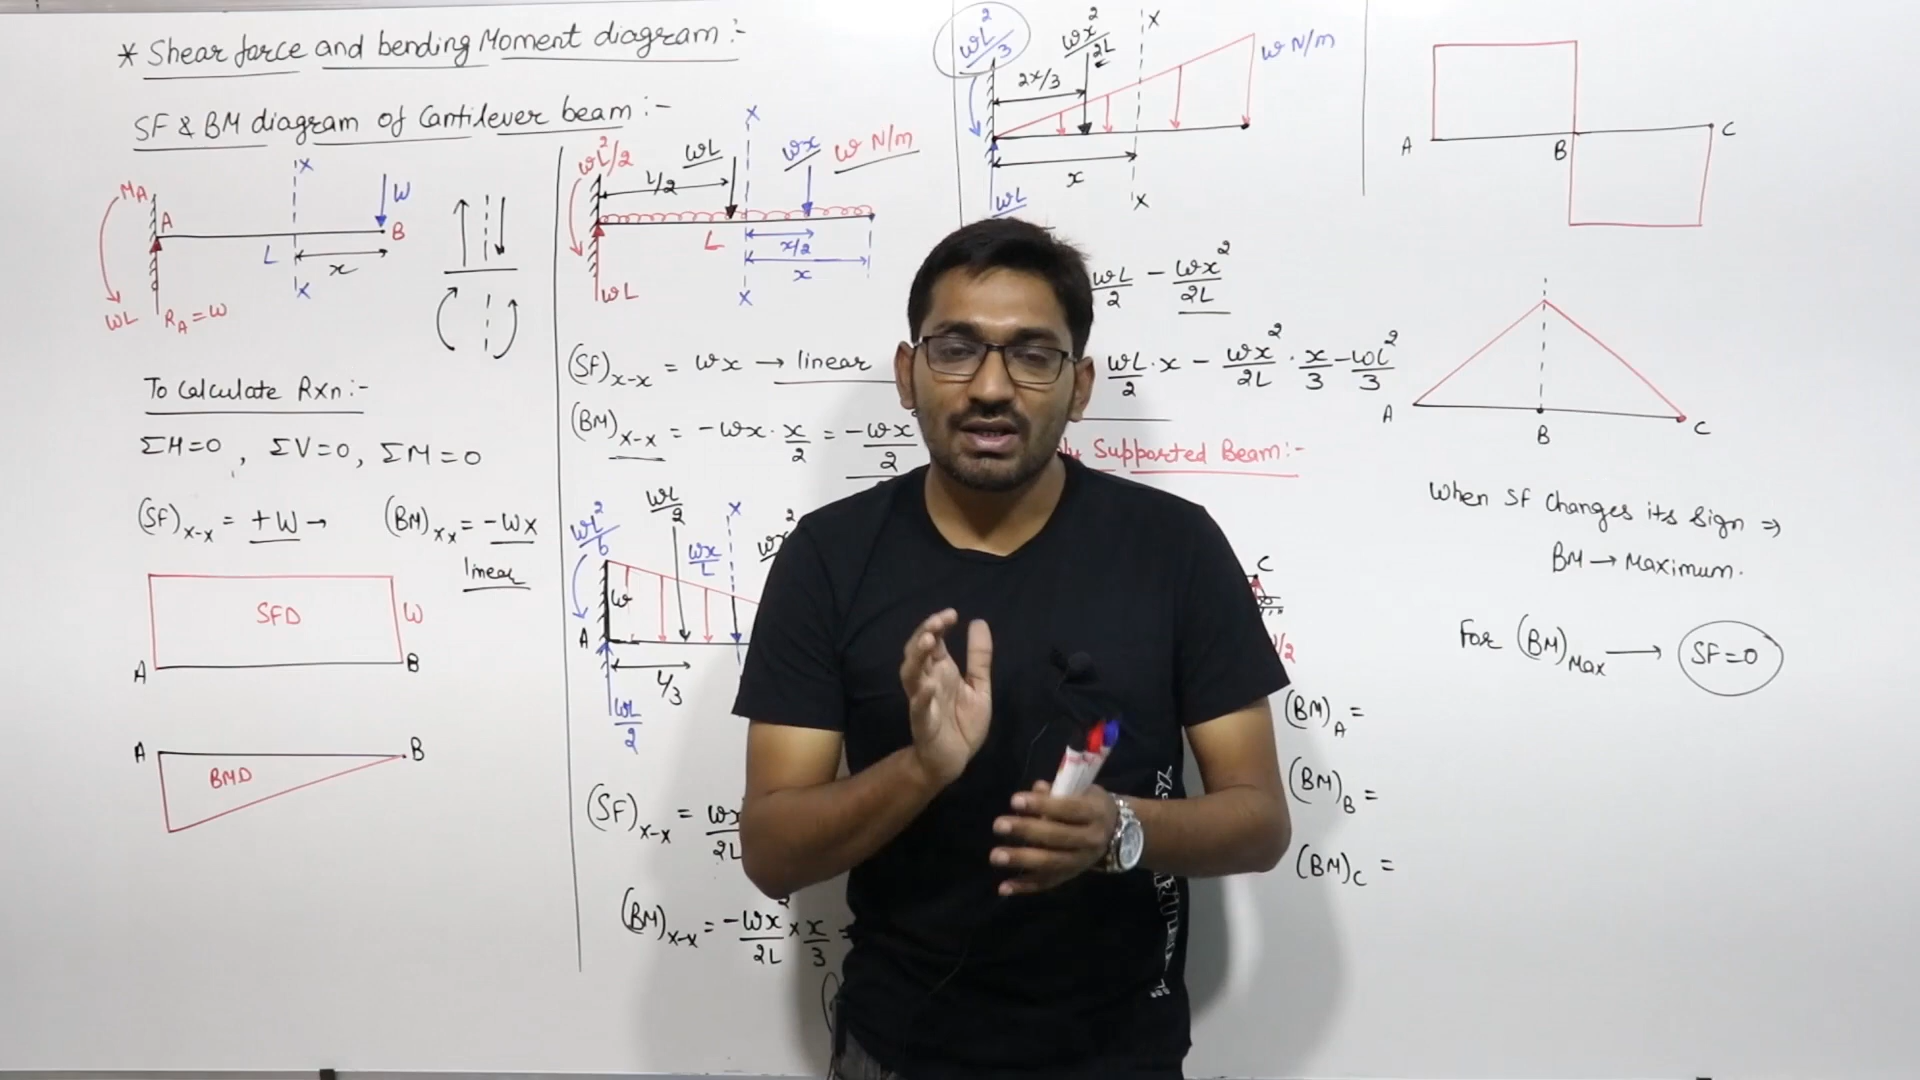 * Shear force and bending Moment diagram :-
SF & BM diagram of Cantilever beam :-
X
MA
W
A
B
L
x
X
WL
RA = W
To Calculate Rxn :-
ΣH=0 , ΣV=0, ΣM=0
(SF)x-x = +W →
(BM)xx = -Wx
linear
SFD
W
A
B
A
B
BMD
wL²/2
L/2
wL
X
wx
w N/m
L
x/2
x
X
wL
(SF)x-x = wx → linear
(BM)x-x = -wx · x/2 = -wx²/2
wL²/6
wL/2
X
wx/L
w
A
L/3
wL/2
(SF)x-x =
(BM)x-x = -wx²/2L × x/3 =
wL²/3
wx²/2L
X
w N/m
2x/3
x
X
wL
wL/2 - wx²/2L
wL/2 · x - wx²/2L · x/3 - wL²/3
Supported Beam :-
C
(BM)A =
(BM)B =
(BM)C =
A
B
C
A
B
C
When SF Changes its Sign ⇒
BM → Maximum.
For (BM)Max → SF=0